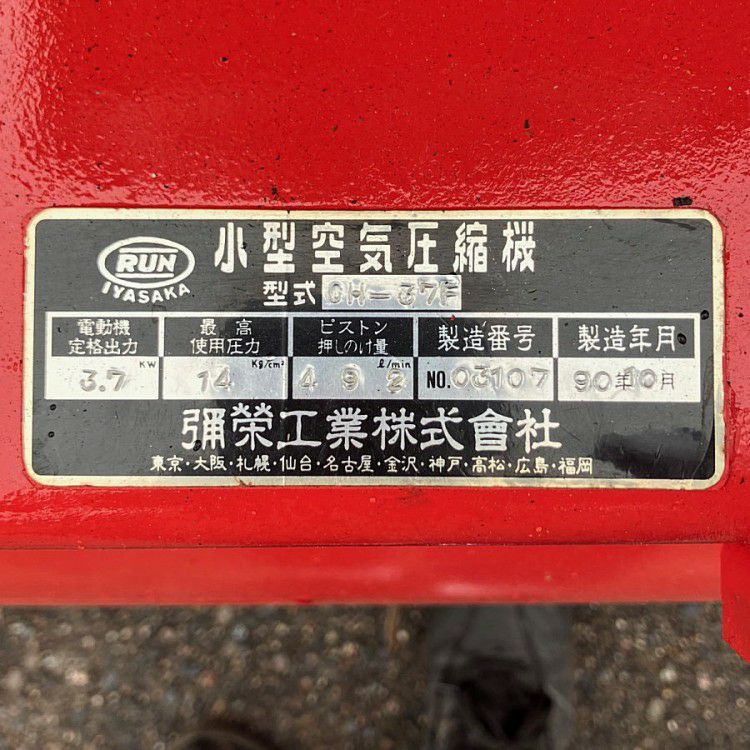 RUN
IYASAKA
小型空気圧縮機
型式 CH-37F
電動機 定格出力 最高 使用圧力 ピストン 押しのけ量 製造番号 製造年月
3.7 KW 14 Kg/cm² 492 ℓ/min NO. 03107 90年10月
彌榮工業株式會社
東京・大阪・札幌・仙台・名古屋・金沢・神戸・高松・広島・福岡